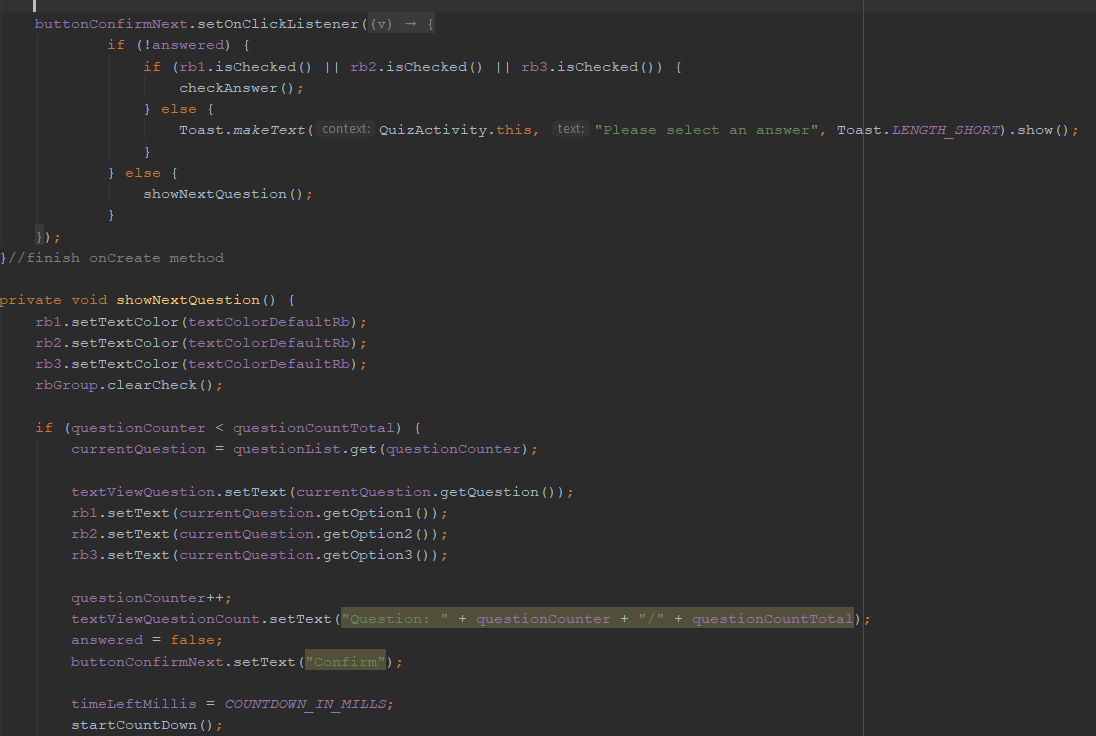 buttonConfirmNext.setOnClickListener((v) → {
if (!answered) {
if (rb1.isChecked() || rb2.isChecked() || rb3.isChecked()) {
checkAnswer();
} else {
Toast.makeText( context: QuizActivity.this, text: "Please select an answer", Toast.LENGTH_SHORT).show();
}
} else {
showNextQuestion();
}
});
}//finish onCreate method
private void showNextQuestion() {
rb1.setTextColor(textColorDefaultRb);
rb2.setTextColor(textColorDefaultRb);
rb3.setTextColor(textColorDefaultRb);
rbGroup.clearCheck();
if (questionCounter < questionCountTotal) {
currentQuestion = questionList.get(questionCounter);
textViewQuestion.setText(currentQuestion.getQuestion());
rb1.setText(currentQuestion.getOption1());
rb2.setText(currentQuestion.getOption2());
rb3.setText(currentQuestion.getOption3());
questionCounter++;
textViewQuestionCount.setText("Question: " + questionCounter + "/" + questionCountTotal);
answered = false;
buttonConfirmNext.setText("Confirm");
timeLeftMillis = COUNTDOWN_IN_MILLS;
startCountDown();